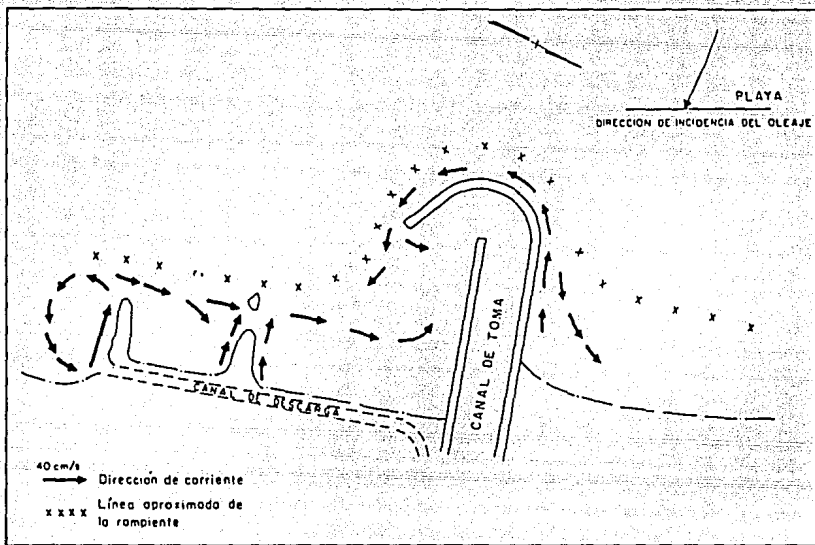 PLAYA
DIRECCION DE INCIDENCIA DEL OLEAJE
CANAL DE TOMA
CANAL DE DESCARGA
40 cm/s
Dirección de corriente
x x x x Línea aproximada de
la rompiente